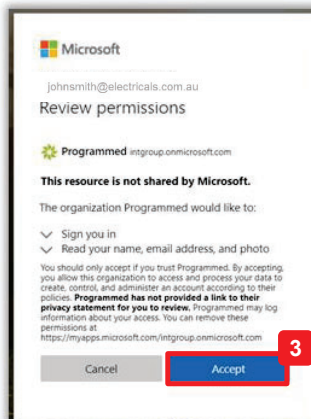 Microsoft
johnsmith@electricals.com.au
Review permissions
Programmed intgroup.onmicrosoft.com
This resource is not shared by Microsoft.
The organization Programmed would like to:
Sign you in
Read your name, email address, and photo
You should only accept if you trust Programmed. By accepting,
you allow this organization to access and process your data to
create, control, and administer an account according to their
policies. Programmed has not provided a link to their
privacy statement for you to review. Programmed may log
information about your access. You can remove these
permissions at
https://myapps.microsoft.com/intgroup.onmicrosoft.com
3
Cancel Accept